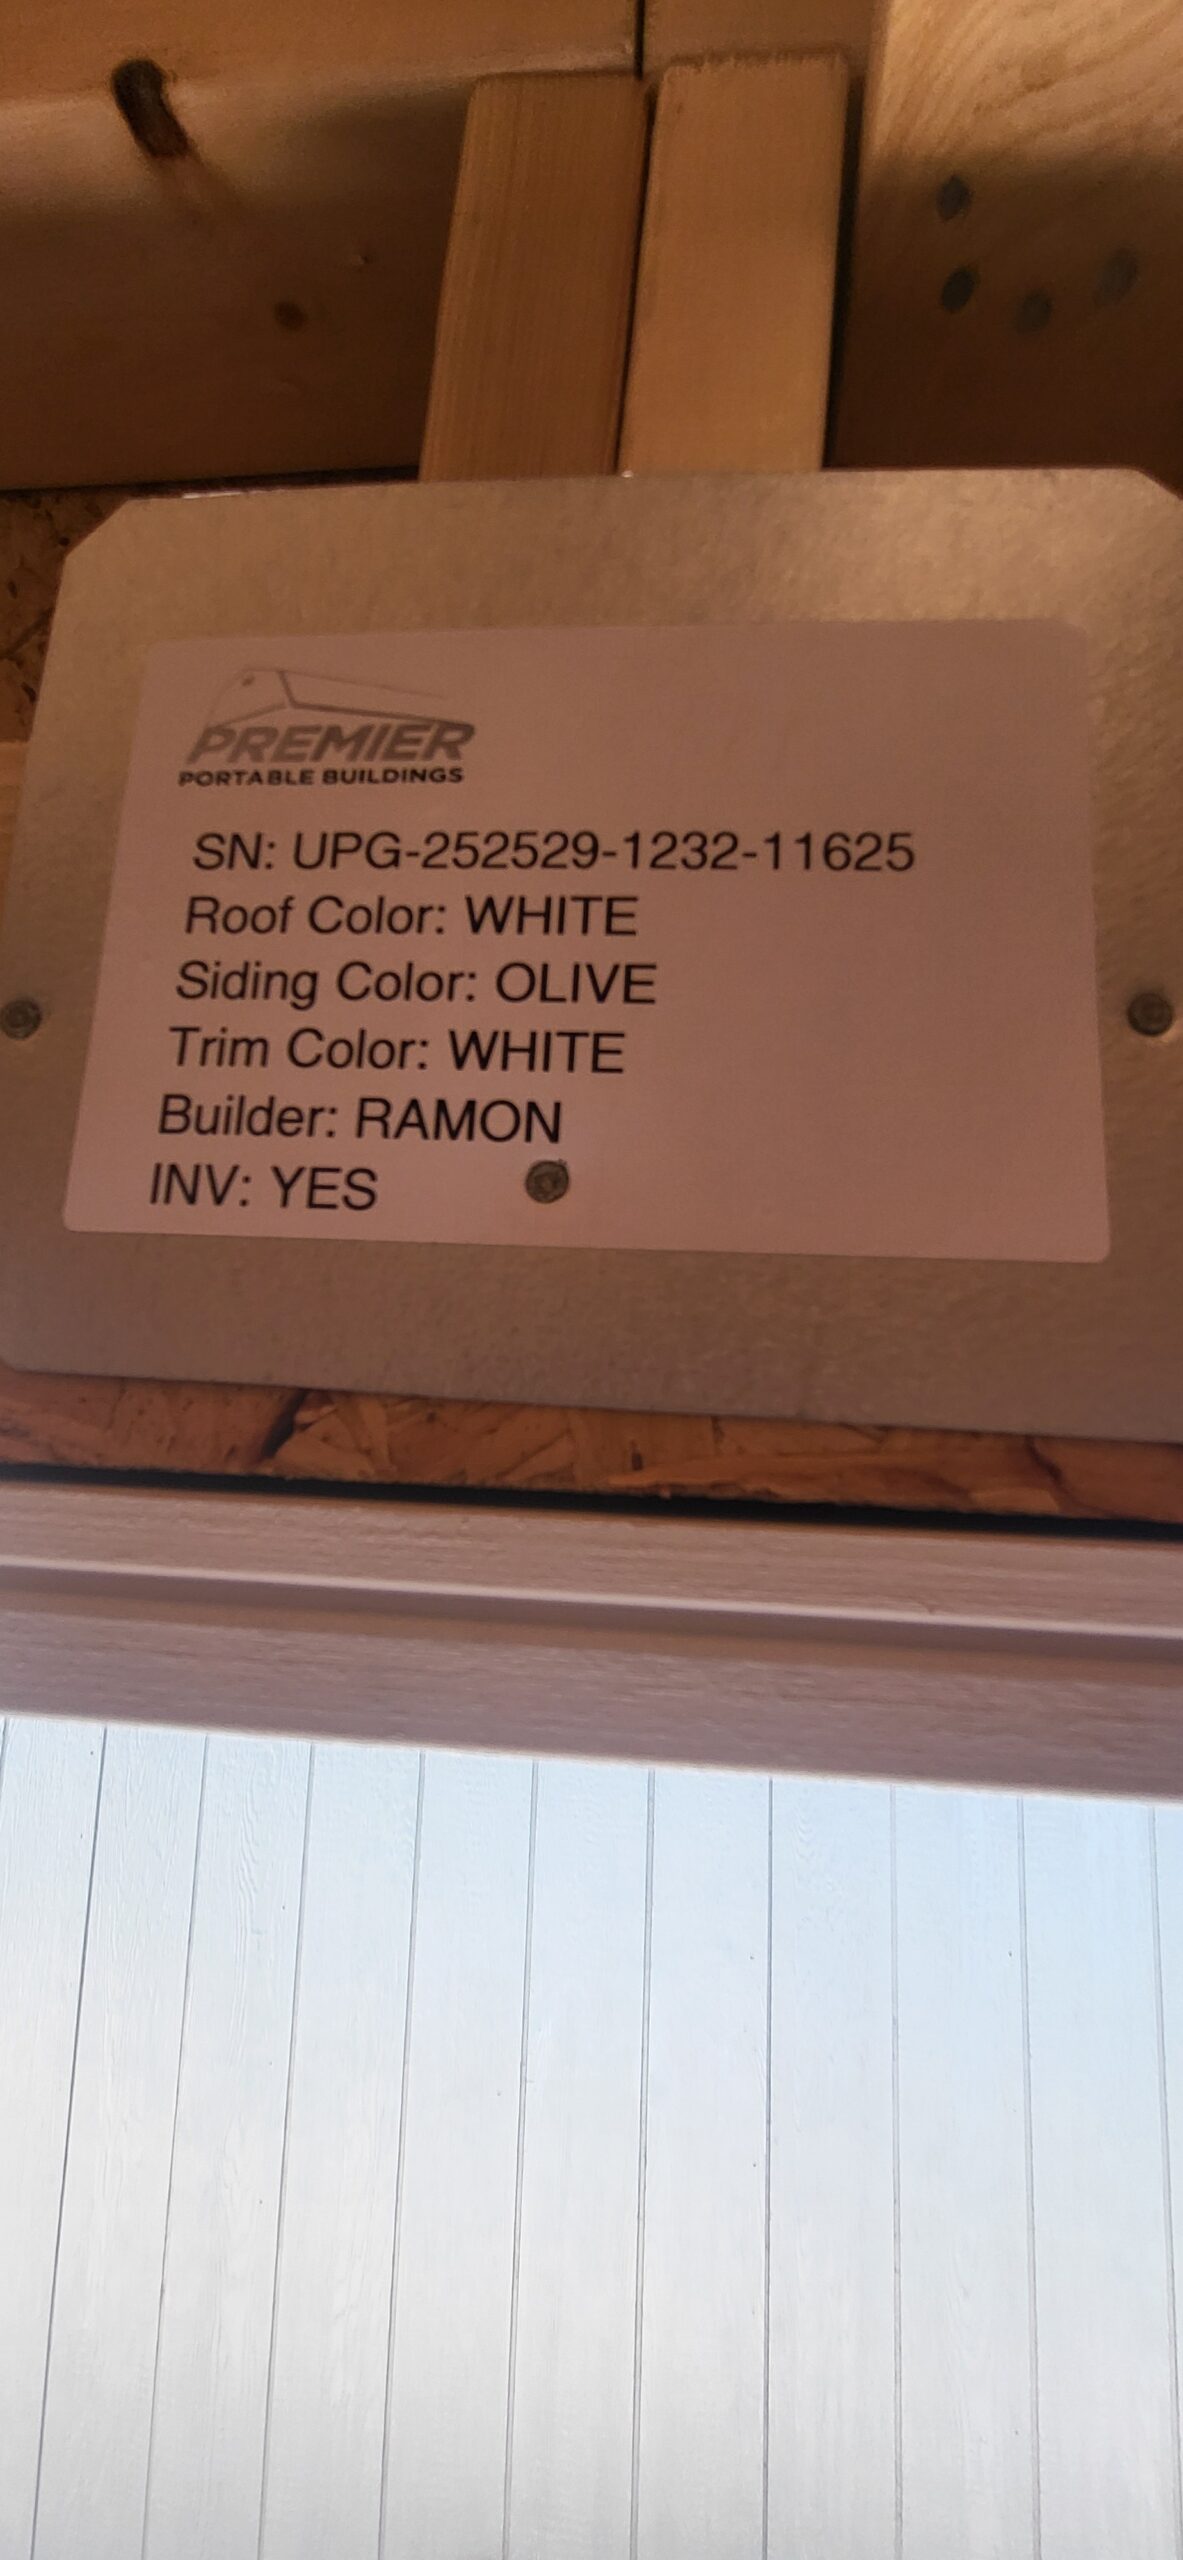 PREMIER
PORTABLE BUILDINGS
SN: UPG-252529-1232-11625
Roof Color: WHITE
Siding Color: OLIVE
Trim Color: WHITE
Builder: RAMON
INV: YES